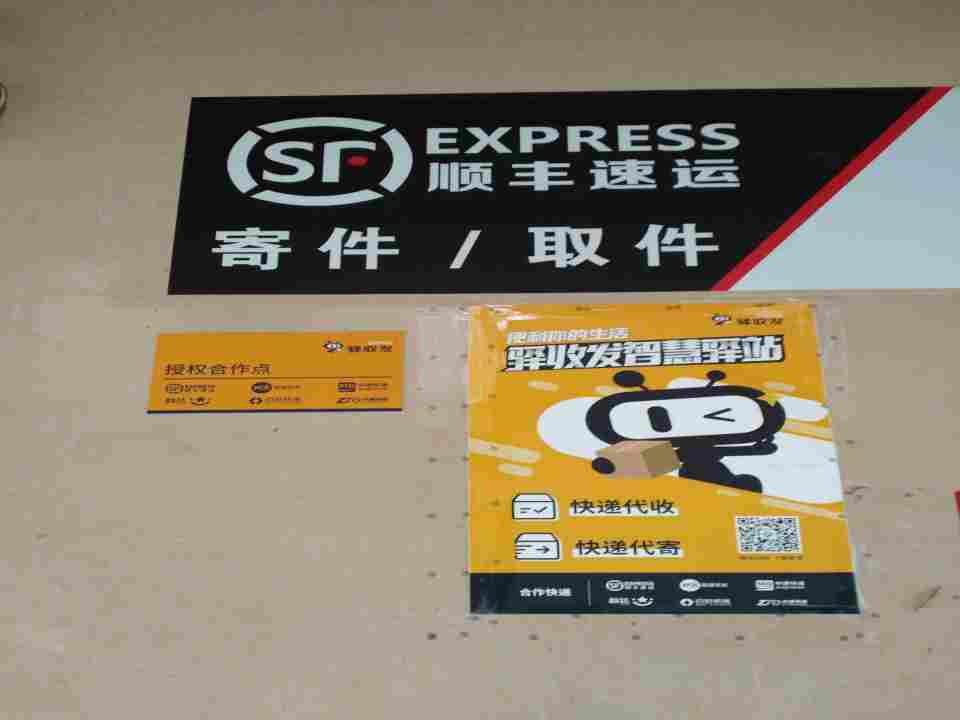 SF EXPRESS
顺丰速运
寄件 / 取件
驿收发
授权合作点
驿收发
便利你的生活
驿收发智慧驿站
快递代收
快递代寄
合作快递